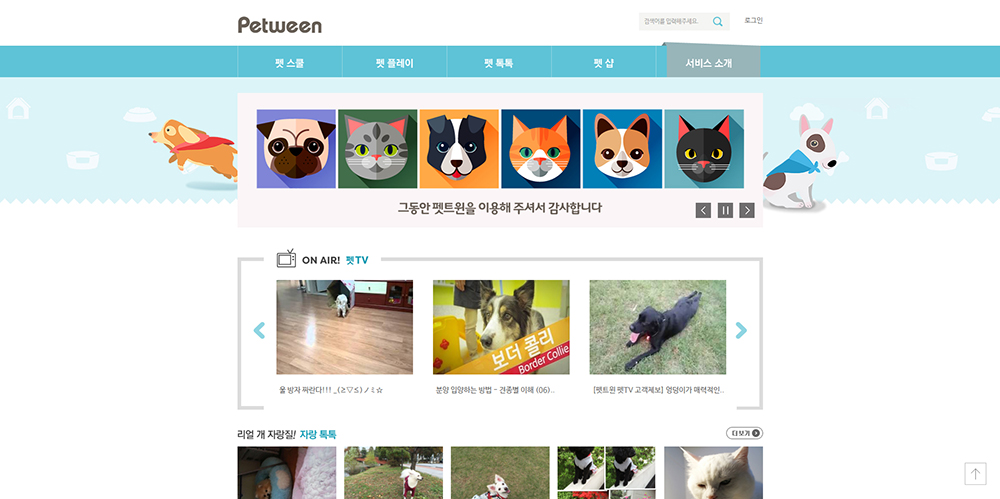 Petween
검색어를 입력해주세요.
로그인
펫 스쿨
펫 플레이
펫 톡톡
펫 샵
서비스 소개
그동안 펫트윈을 이용해 주셔서 감사합니다
ON AIR! 펫TV
보더 콜리
Border Collie
울 방자 짜란다!!! _(≥▽≤)ノミ☆
분양 입양하는 방법 - 견종별 이해 (06)..
[펫트윈 펫TV 고객제보] 엉덩이가 매력적인..
리얼 개 자랑질! 자랑 톡톡
더보기